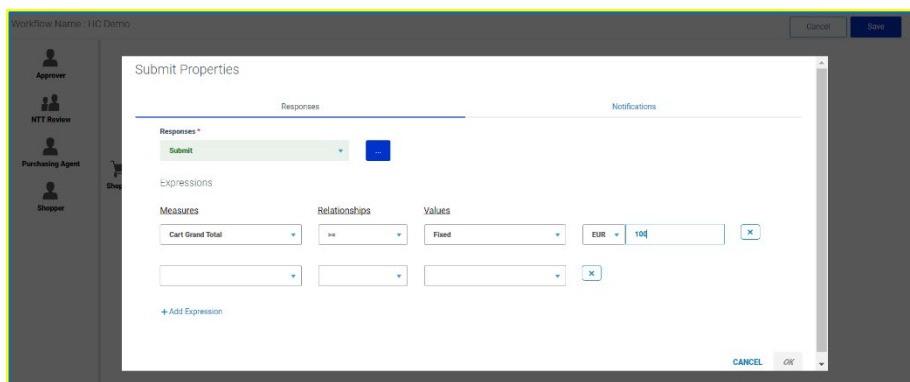 Workflow Name : HC Demo
Cancel Save
Approver
NTT Review
Purchasing Agent
Shopper
Submit Properties
Responses Notifications
Responses *
Submit ...
Expressions
Measures Relationships Values
Cart Grand Total >= Fixed EUR 100
+ Add Expression
CANCEL OK